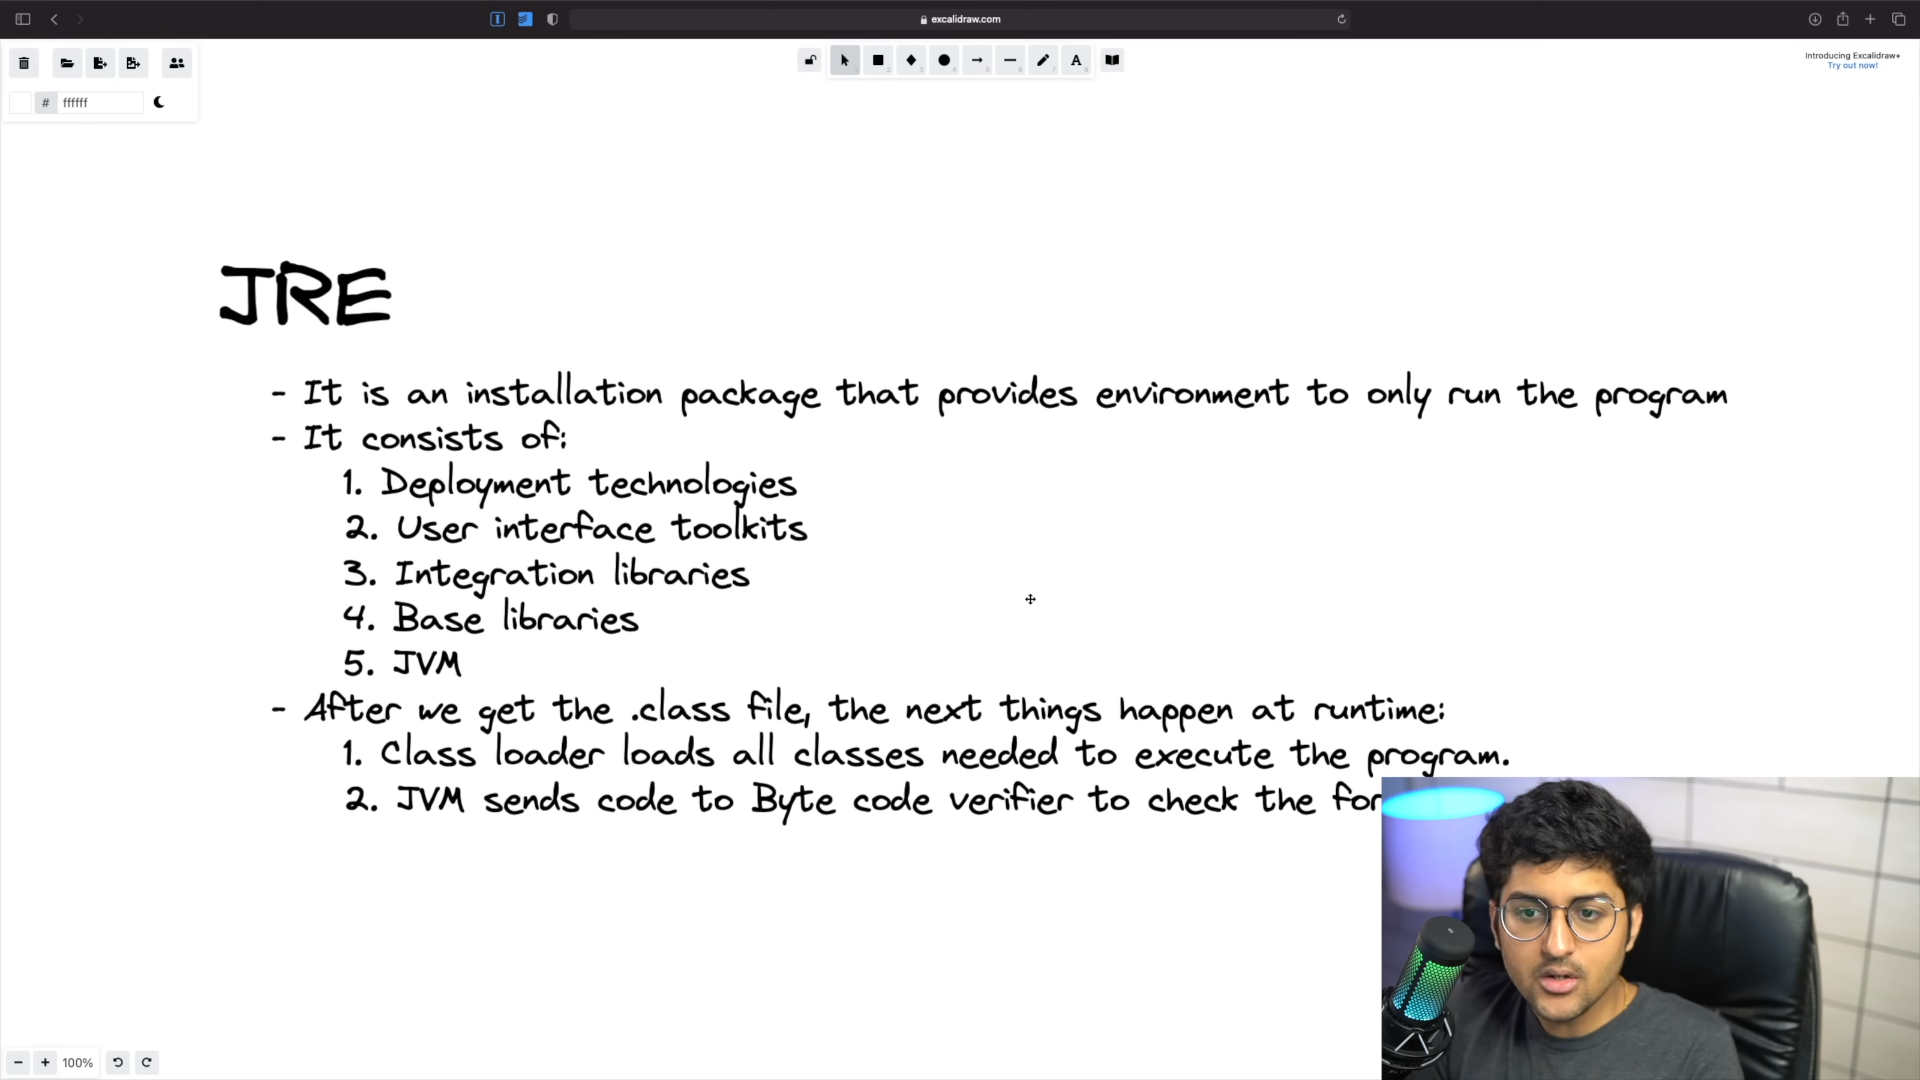 excalidraw.com
Introducing Excalidraw+
Try out now!
# ffffff
JRE
- It is an installation package that provides environment to only run the program
- It consists of:
1. Deployment technologies
2. User interface toolkits
3. Integration libraries
4. Base libraries
5. JVM
- After we get the .class file, the next things happen at runtime:
1. Class loader loads all classes needed to execute the program.
2. JVM sends code to Byte code verifier to check the
100%